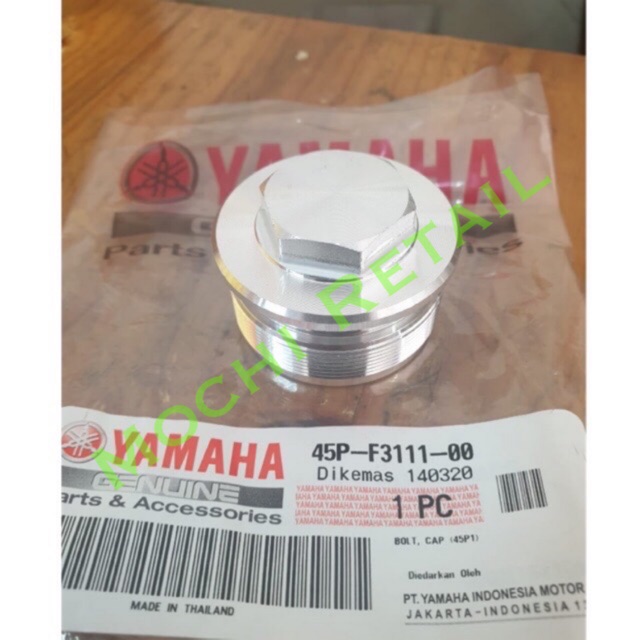 YAMAHA
GENUINE
Parts & Accessories
MOCHI RETAIL
YAMAHA
GENUINE
Parts & Accessories
MADE IN THAILAND
45P-F3111-00
Dikemas 140320
1 PC
BOLT, CAP (45P1)
Diedarkan Oleh
PT.YAMAHA INDONESIA MOTOR
JAKARTA-INDONESIA